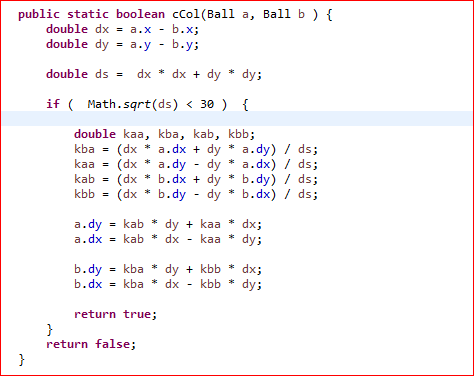 public static boolean cCol(Ball a, Ball b ) {
double dx = a.x - b.x;
double dy = a.y - b.y;
double ds =  dx * dx + dy * dy;
if (  Math.sqrt(ds) < 30 )  {
double kaa, kba, kab, kbb;
kba = (dx * a.dx + dy * a.dy) / ds;
kaa = (dx * a.dy - dy * a.dx) / ds;
kab = (dx * b.dx + dy * b.dy) / ds;
kbb = (dx * b.dy - dy * b.dx) / ds;
a.dy = kab * dy + kaa * dx;
a.dx = kab * dx - kaa * dy;
b.dy = kba * dy + kbb * dx;
b.dx = kba * dx - kbb * dy;
return true;
}
return false;
}